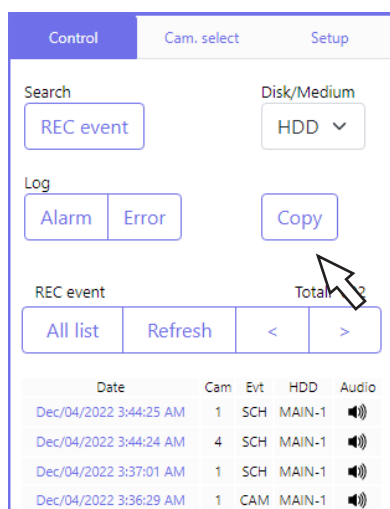 Control Cam. select Setup
Search Disk/Medium
REC event HDD
Log
Alarm Error Copy
REC event Total 2
All list Refresh < >
Date Cam Evt HDD Audio
Dec/04/2022 3:44:25 AM 1 SCH MAIN-1
Dec/04/2022 3:44:24 AM 4 SCH MAIN-1
Dec/04/2022 3:37:01 AM 1 SCH MAIN-1
Dec/04/2022 3:36:29 AM 1 CAM MAIN-1